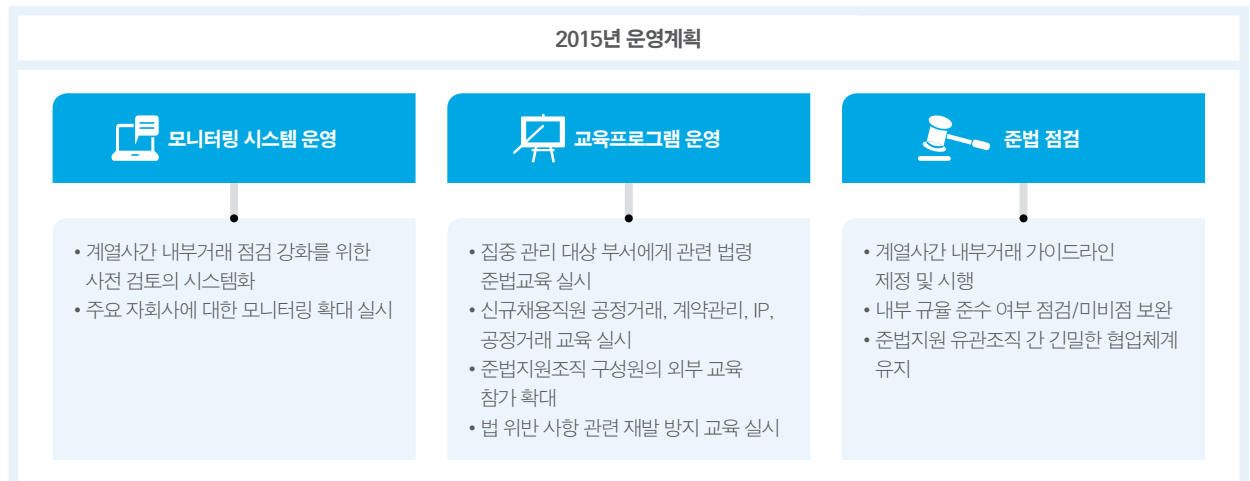 2015년 운영계획
모니터링 시스템 운영
• 계열사간 내부거래 점검 강화를 위한
사전 검토의 시스템화
• 주요 자회사에 대한 모니터링 확대 실시
교육프로그램 운영
• 집중 관리 대상 부서에게 관련 법령
준법교육 실시
• 신규채용직원 공정거래, 계약관리, IP,
공정거래 교육 실시
• 준법지원조직 구성원의 외부 교육
참가 확대
• 법 위반 사항 관련 재발 방지 교육 실시
준법 점검
• 계열사간 내부거래 가이드라인
제정 및 시행
• 내부 규율 준수 여부 점검/미비점 보완
• 준법지원 유관조직 간 긴밀한 협업체계
유지